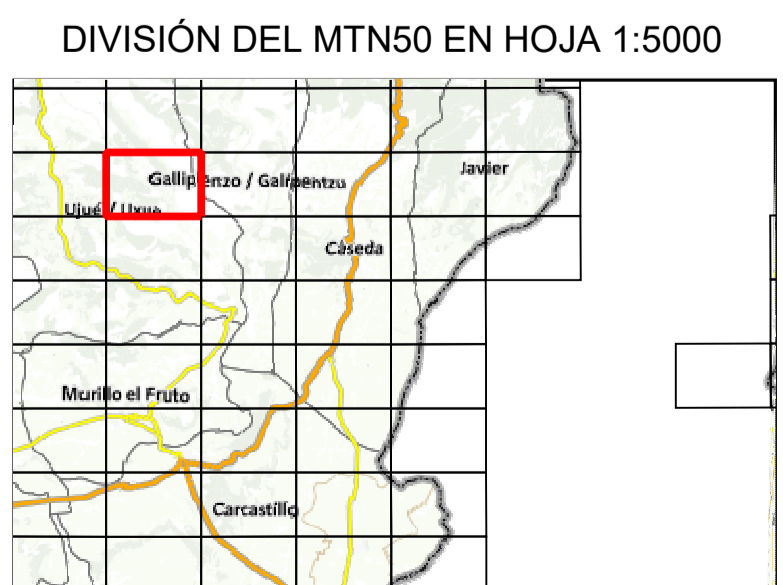 DIVISIÓN DEL MTN50 EN HOJA 1:5000
Javier
Gallipienzo / Galipentzu
Ujué / Uxue
Cáseda
Murillo el Fruto
Carcastillo